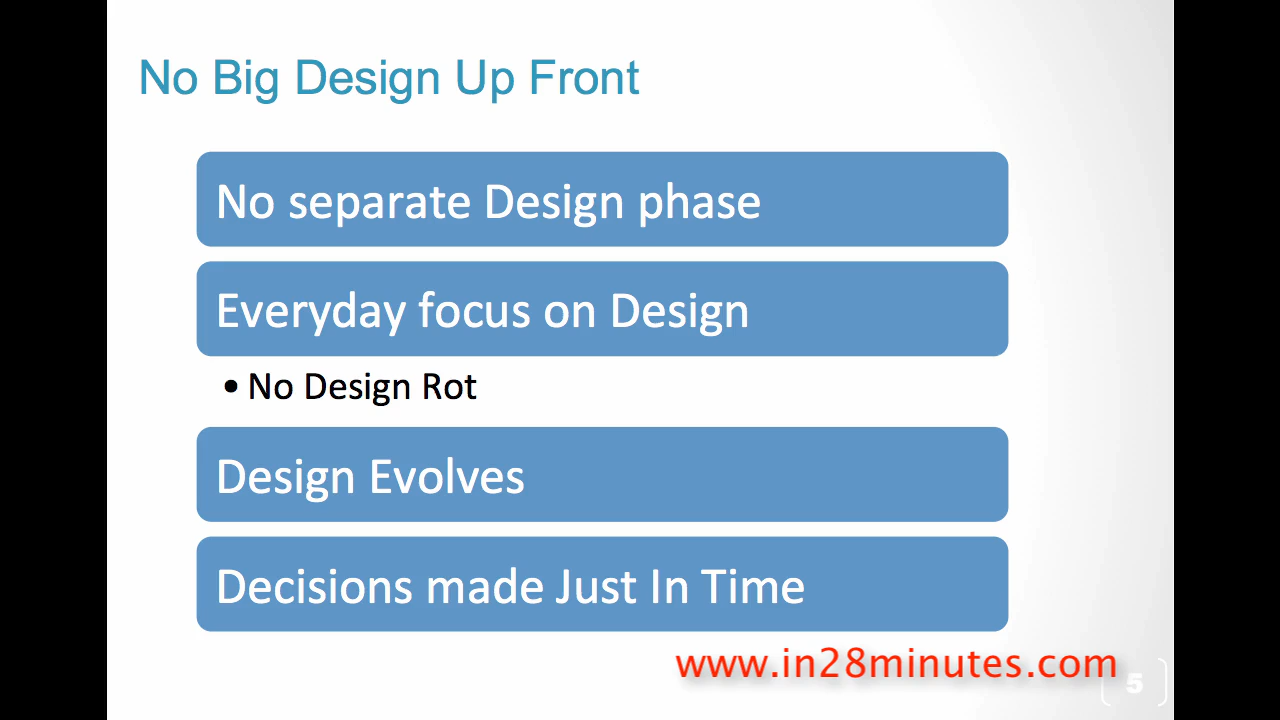 No Big Design Up Front
No separate Design phase
Everyday focus on Design
• No Design Rot
Design Evolves
Decisions made Just In Time
www.in28minutes.com
5